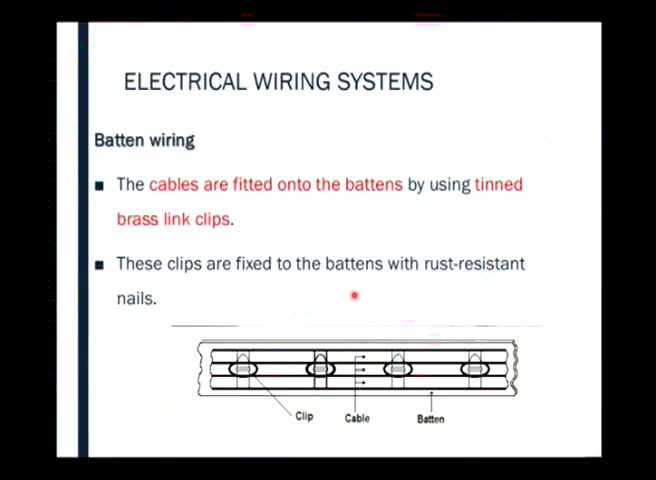 ELECTRICAL WIRING SYSTEMS
Batten wiring
The cables are fitted onto the battens by using tinned
brass link clips.
These clips are fixed to the battens with rust-resistant
nails.
Clip Cable Batten